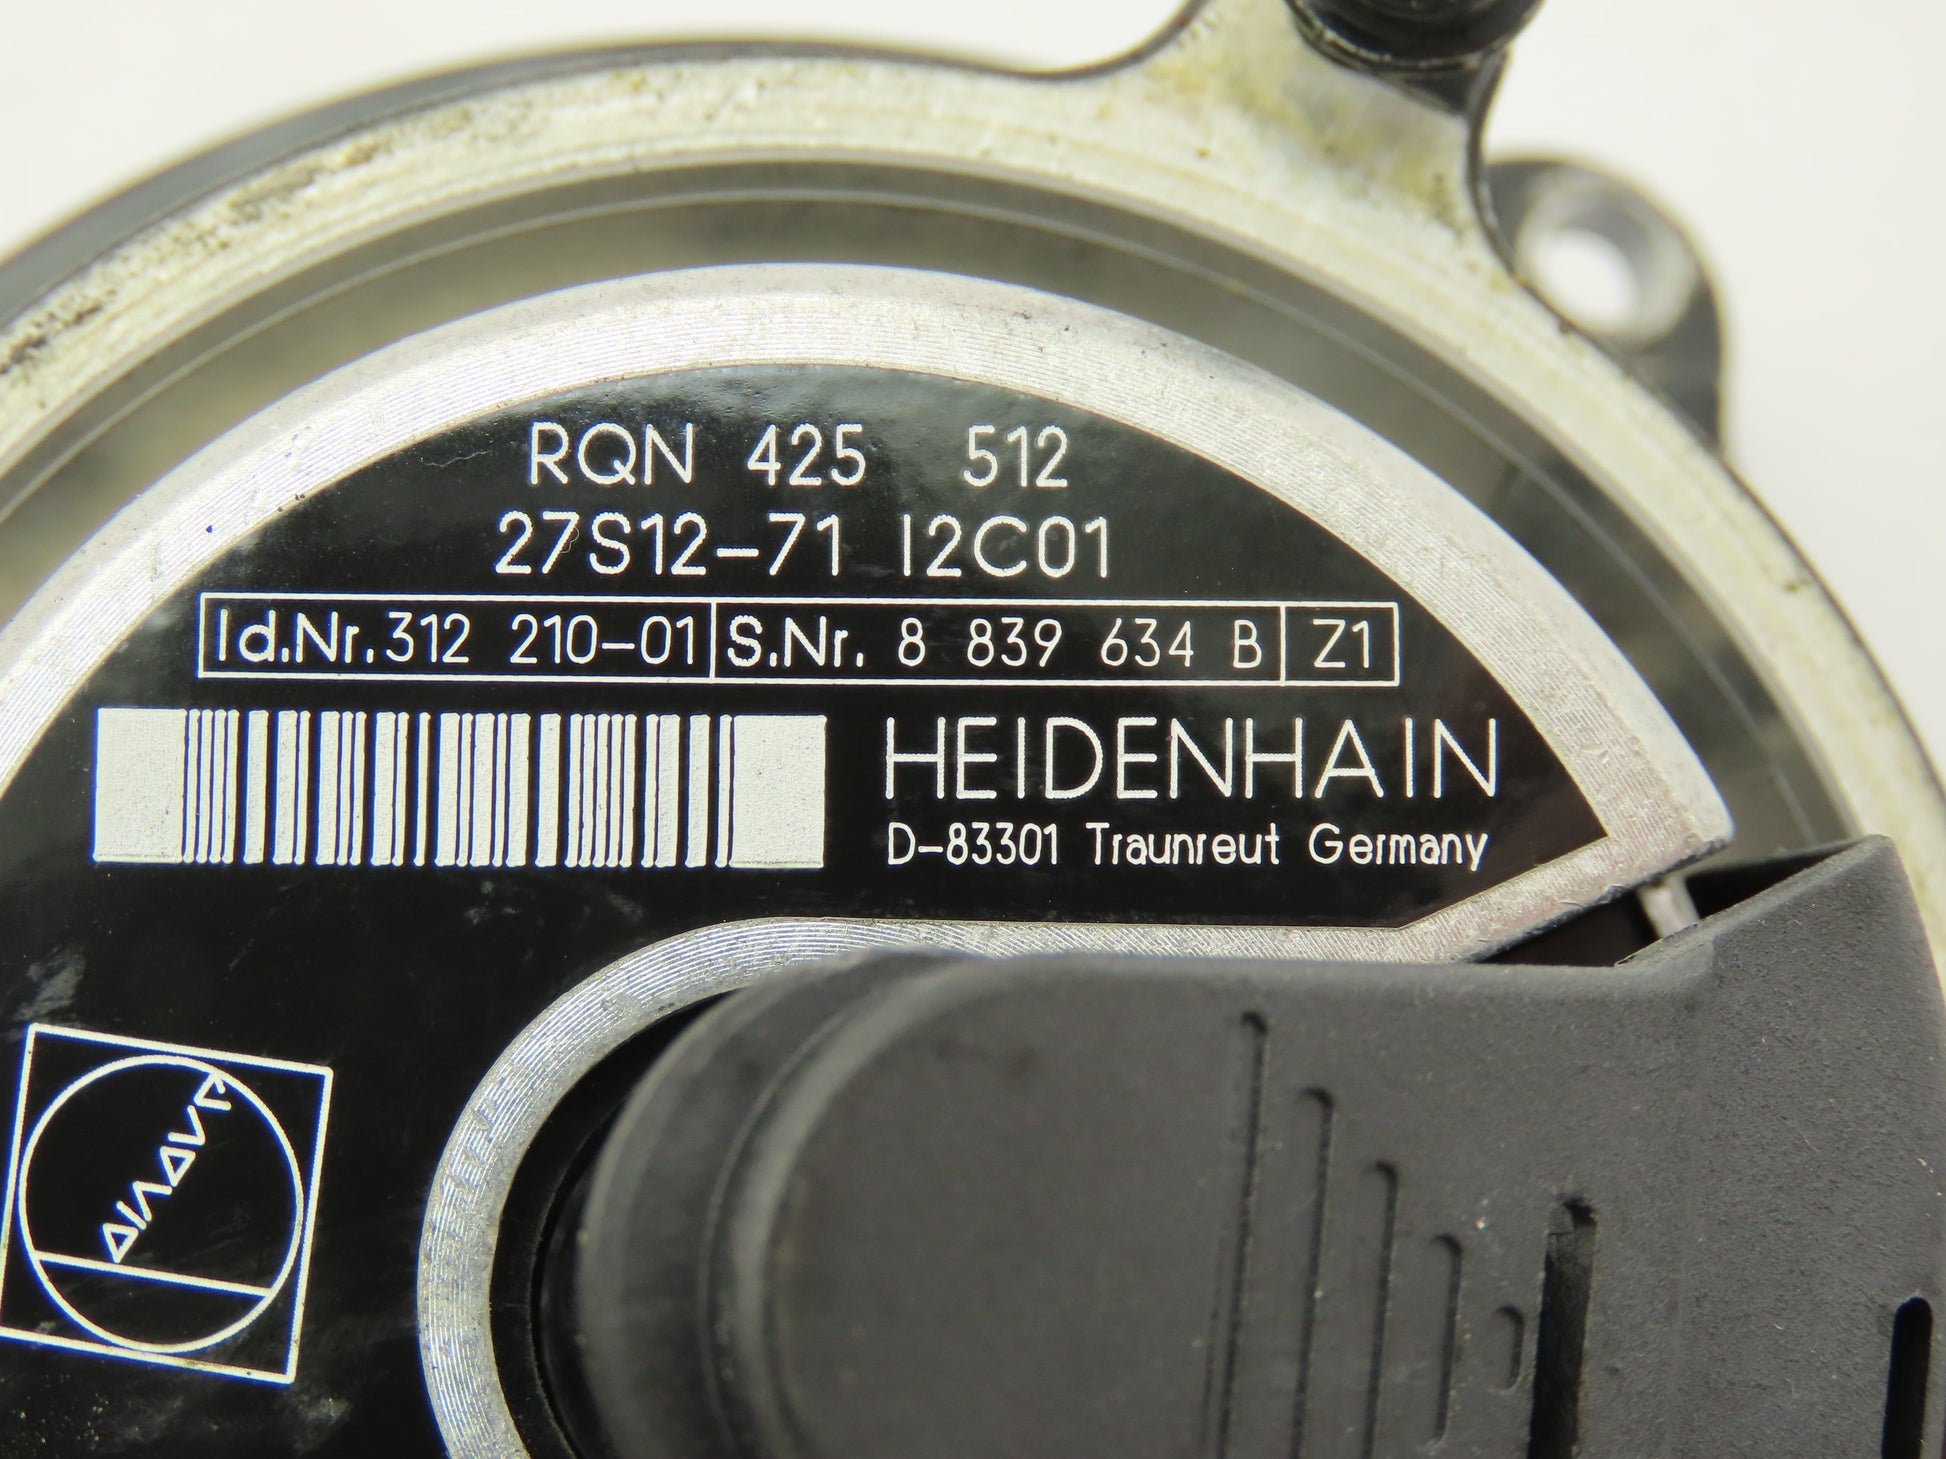 RQN 425 512
27S12-71 I2C01
Id.Nr.312 210-01 S.Nr. 8 839 634 B Z1
HEIDENHAIN
D-83301 Traunreut Germany